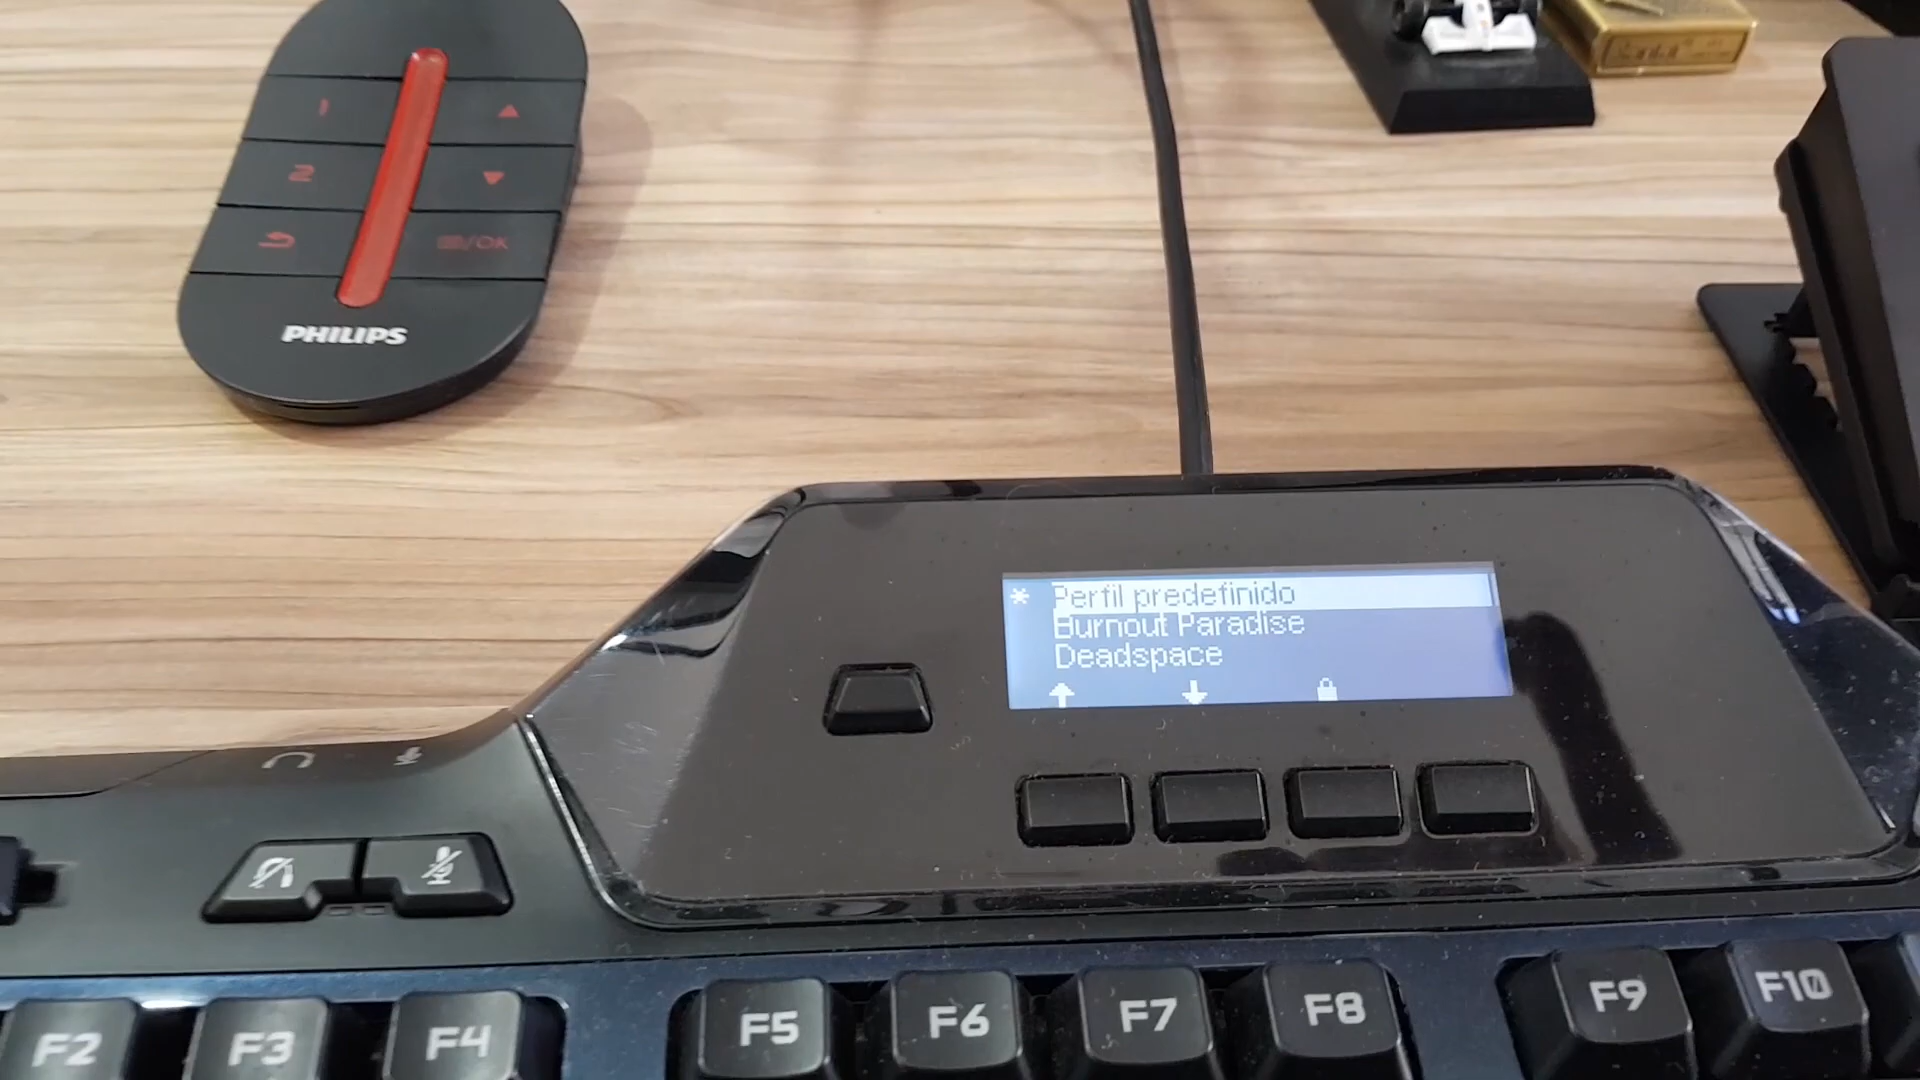 1
2
/OK
PHILIPS
Perfil predefinido
Burnout Paradise
Deadspace
F2
F3
F4
F5
F6
F7
F8
F9
F10